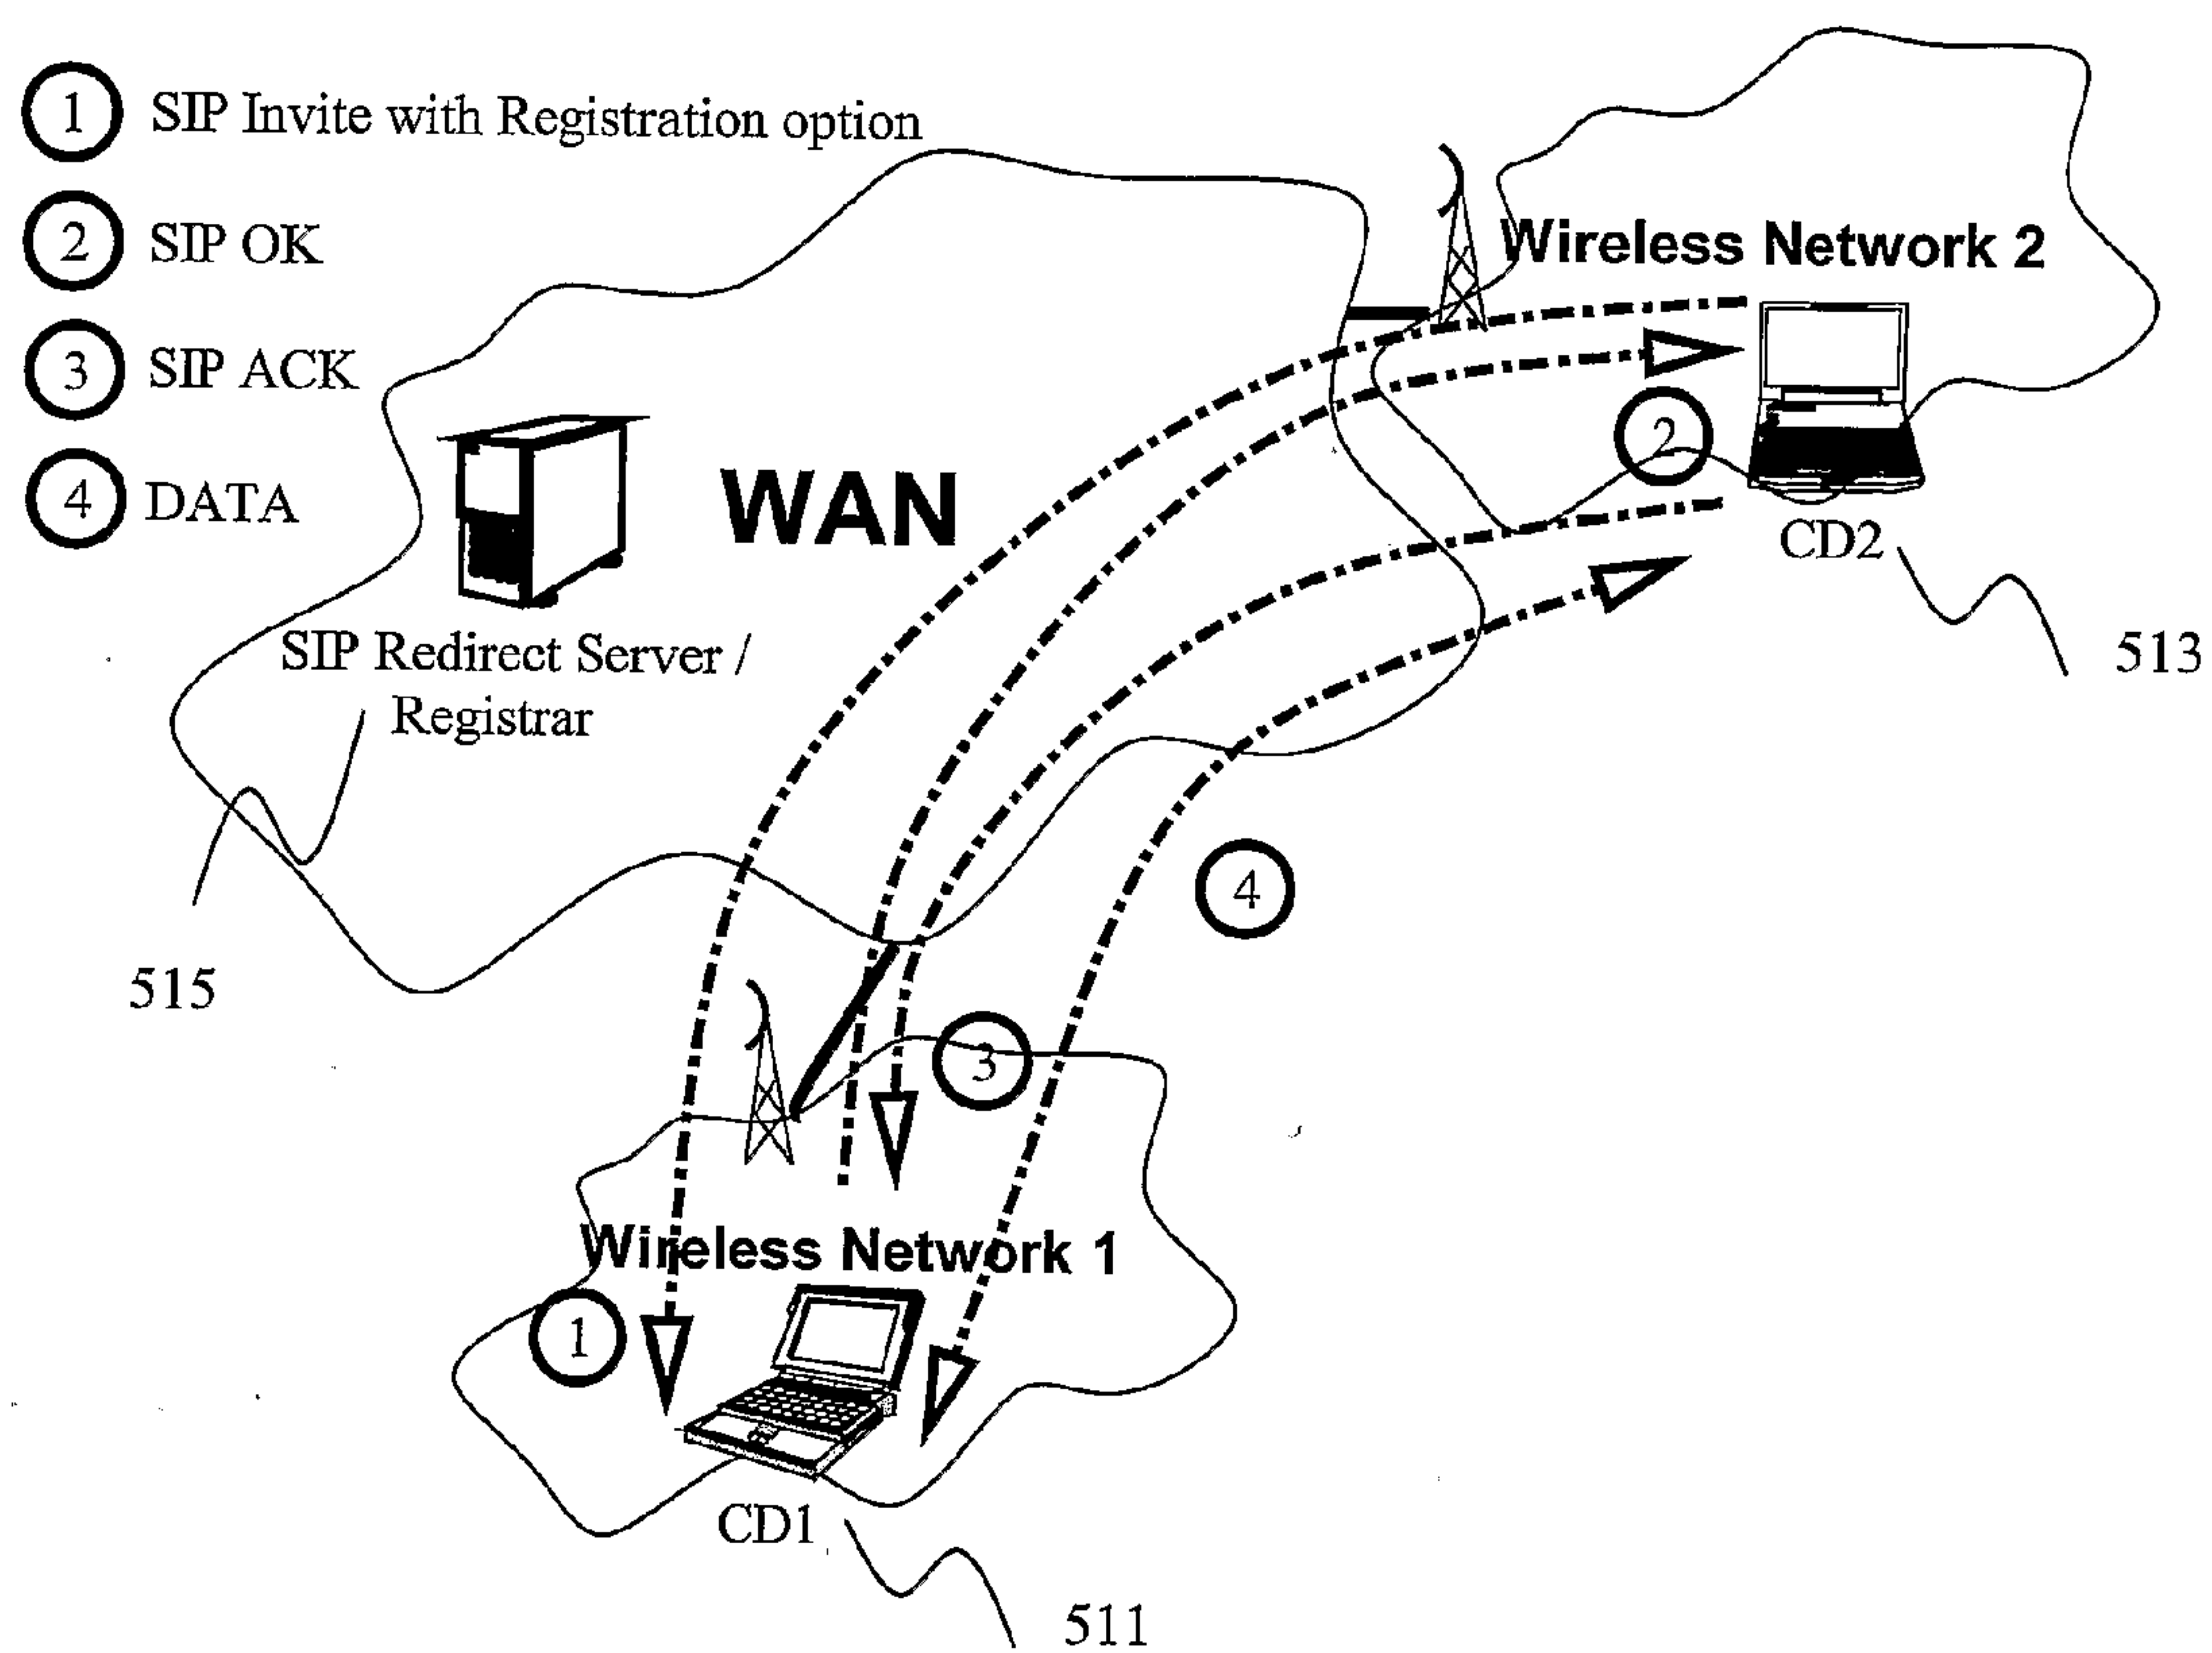 1 SIP Invite with Registration option
2 SIP OK
3 SIP ACK
4 DATA
Wireless Network 2
WAN
2
CD2
513
SIP Redirect Server /
Registrar
4
515
3
Wireless Network 1
1
CD1
511